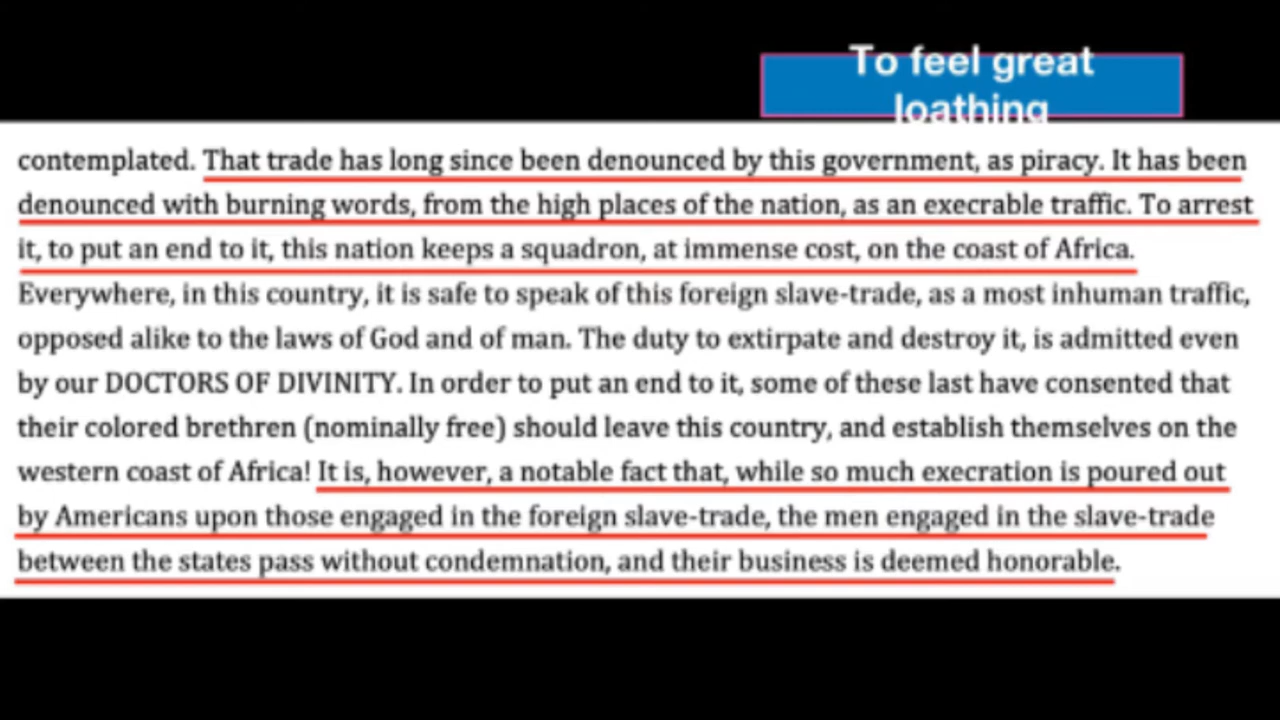 To feel great
loathing
contemplated. That trade has long since been denounced by this government, as piracy. It has been
denounced with burning words, from the high places of the nation, as an execrable traffic. To arrest
it, to put an end to it, this nation keeps a squadron, at immense cost, on the coast of Africa.
Everywhere, in this country, it is safe to speak of this foreign slave-trade, as a most inhuman traffic,
opposed alike to the laws of God and of man. The duty to extirpate and destroy it, is admitted even
by our DOCTORS OF DIVINITY. In order to put an end to it, some of these last have consented that
their colored brethren (nominally free) should leave this country, and establish themselves on the
western coast of Africa! It is, however, a notable fact that, while so much execration is poured out
by Americans upon those engaged in the foreign slave-trade, the men engaged in the slave-trade
between the states pass without condemnation, and their business is deemed honorable.